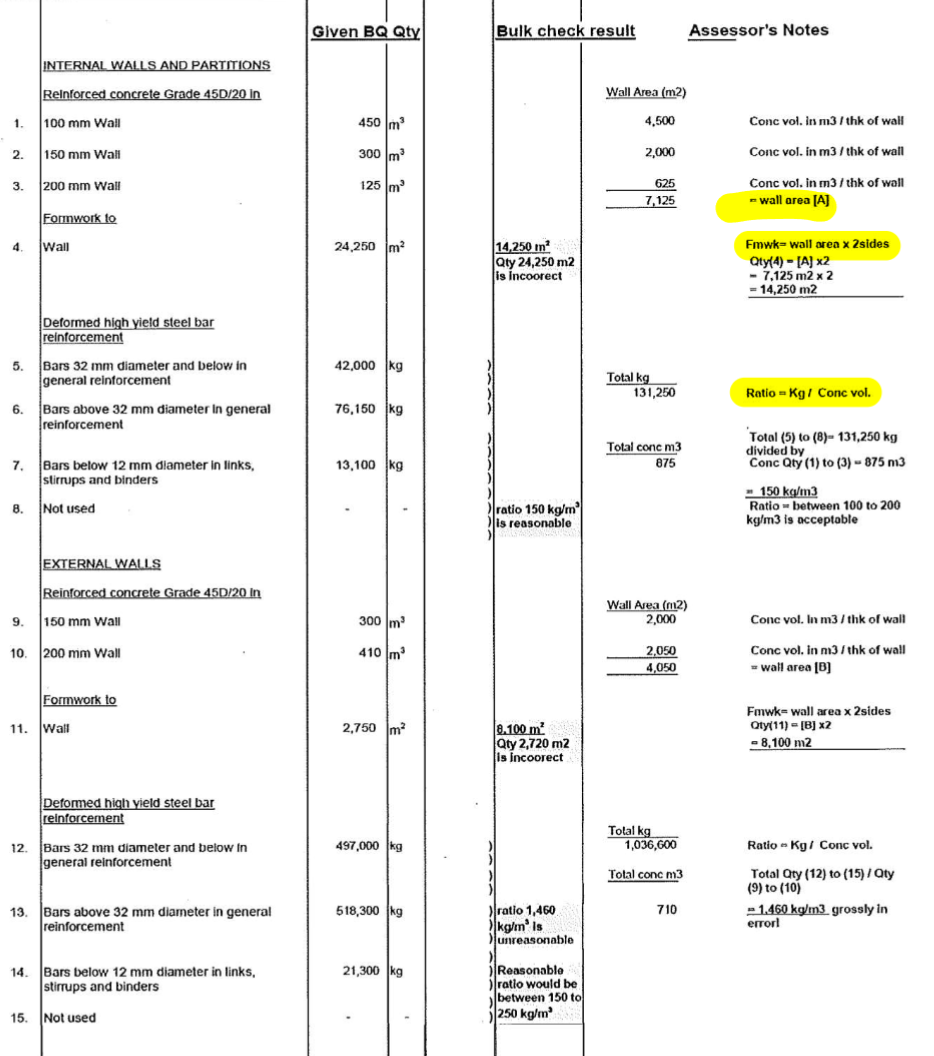 Given BQ Qty Bulk check result Assessor's Notes
INTERNAL WALLS AND PARTITIONS
Reinforced concrete Grade 45D/20 in Wall Area (m2)
1. 100 mm Wall 450 m³ 4,500 Conc vol. in m3 / thk of wall
2. 150 mm Wall 300 m³ 2,000 Conc vol. in m3 / thk of wall
3. 200 mm Wall 125 m³ 625 Conc vol. in m3 / thk of wall
7,125 = wall area [A]
Formwork to
4. Wall 24,250 m² 14,250 m² Fmwk= wall area x 2sides
Qty 24,250 m2 Qty(4) = [A] x2
is incoorect = 7,125 m2 x 2
= 14,250 m2
Deformed high yield steel bar
reinforcement
5. Bars 32 mm diameter and below in 42,000 kg )
general reinforcement ) Total kg
) 131,250 Ratio = Kg / Conc vol.
6. Bars above 32 mm diameter in general 76,150 kg )
reinforcement
) Total conc m3 Total (5) to (8)= 131,250 kg
) divided by
7. Bars below 12 mm diameter in links, 13,100 kg ) 875 Conc Qty (1) to (3) = 875 m3
stirrups and binders )
) = 150 kg/m3
8. Not used - - ) ratio 150 kg/m³ Ratio = between 100 to 200
) is reasonable kg/m3 is acceptable
)
EXTERNAL WALLS
Reinforced concrete Grade 45D/20 in
Wall Area (m2)
9. 150 mm Wall 300 m³ 2,000 Conc vol. in m3 / thk of wall
10. 200 mm Wall 410 m³ 2,050 Conc vol. in m3 / thk of wall
4,050 = wall area [B]
Formwork to
Fmwk= wall area x 2sides
11. Wall 2,750 m² 8,100 m² Qty(11) = [B] x2
Qty 2,720 m2 = 8,100 m2
is incoorect
Deformed high yield steel bar
reinforcement
Total kg
12. Bars 32 mm diameter and below in 497,000 kg ) 1,036,600 Ratio = Kg / Conc vol.
general reinforcement )
) Total conc m3 Total Qty (12) to (15) / Qty
) (9) to (10)
13. Bars above 32 mm diameter in general 518,300 kg ) ratio 1,460 710 = 1,460 kg/m3 grossly in
reinforcement ) kg/m³ is error!
) unreasonable
)
14. Bars below 12 mm diameter in links, 21,300 kg ) Reasonable
stirrups and binders ) ratio would be
) between 150 to
15. Not used - - ) 250 kg/m³